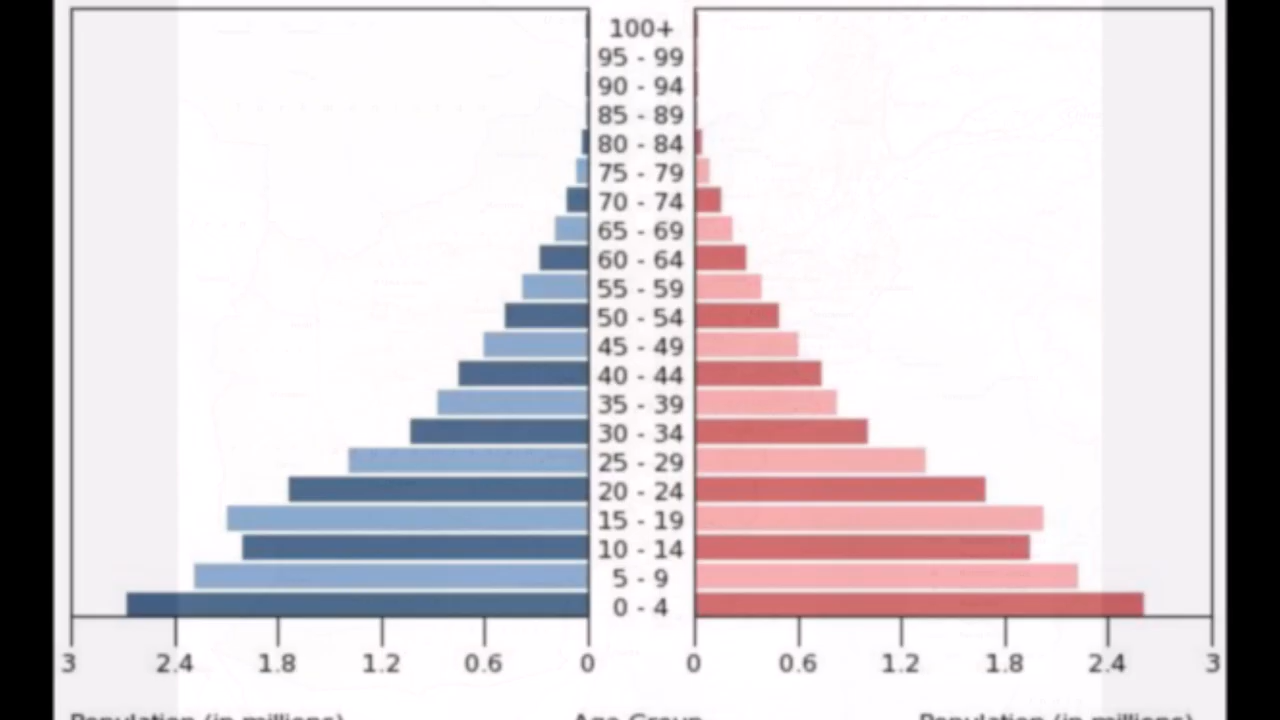 100+
95 - 99
90 - 94
85 - 89
80 - 84
75 - 79
70 - 74
65 - 69
60 - 64
55 - 59
50 - 54
45 - 49
40 - 44
35 - 39
30 - 34
25 - 29
20 - 24
15 - 19
10 - 14
5 - 9
0 - 4
3 2.4 1.8 1.2 0.6 0 0 0.6 1.2 1.8 2.4 3
Population (in millions) Age Group Population (in millions)